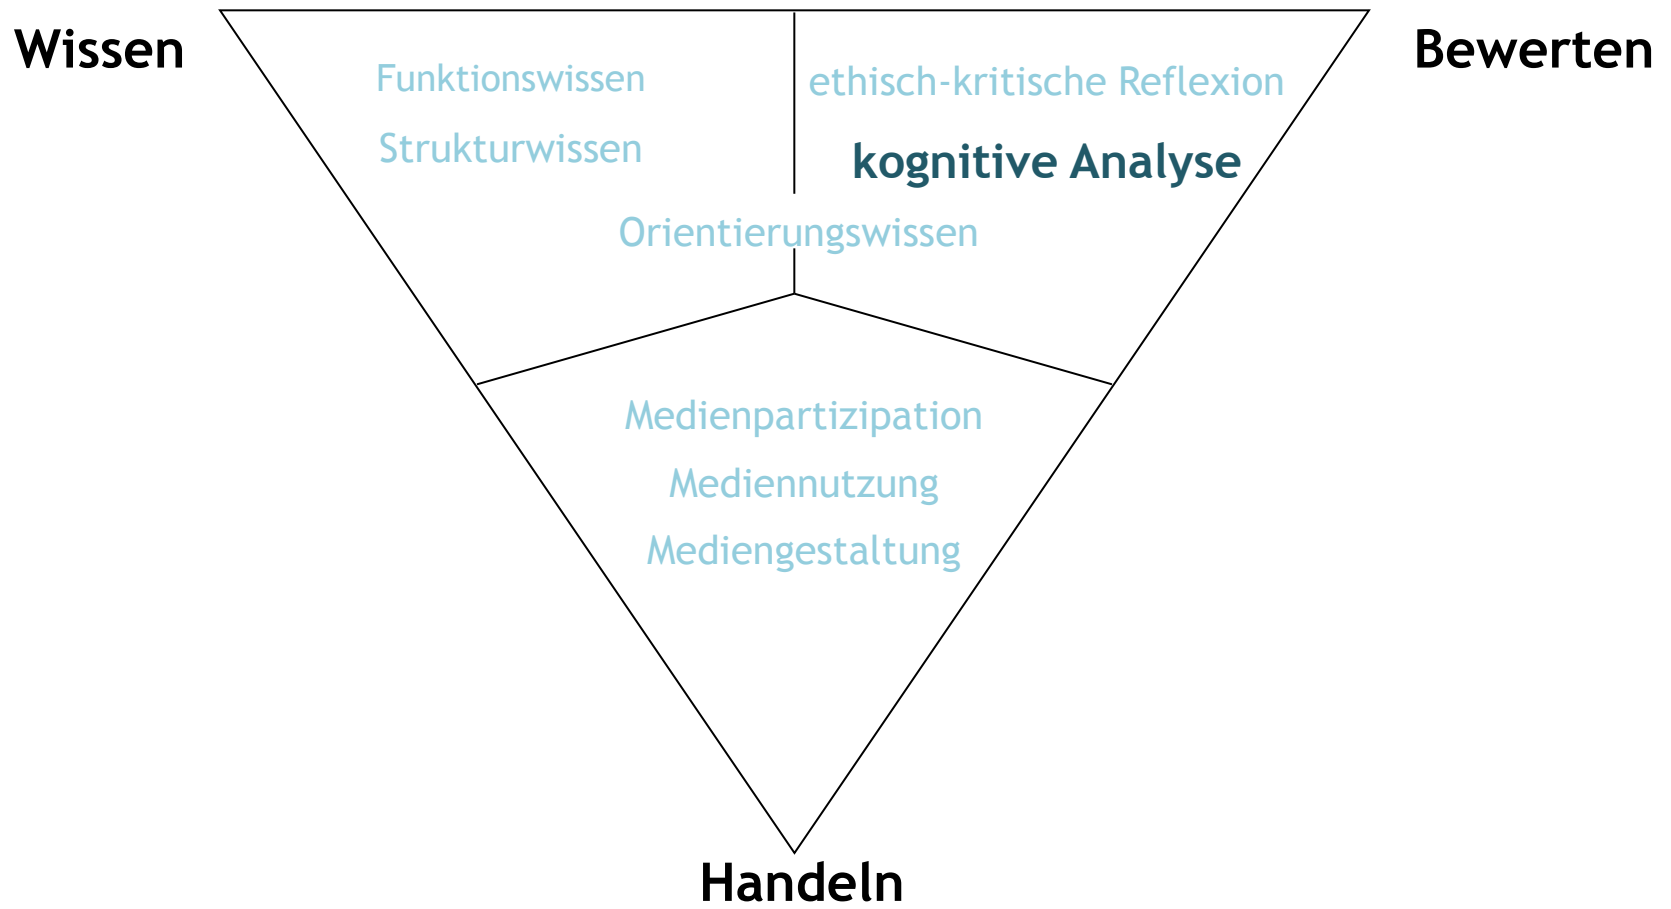 Wissen
Bewerten
Funktionswissen
ethisch-kritische Reflexion
Strukturwissen
kognitive Analyse
Orientierungswissen
Medienpartizipation
Mediennutzung
Mediengestaltung
Handeln